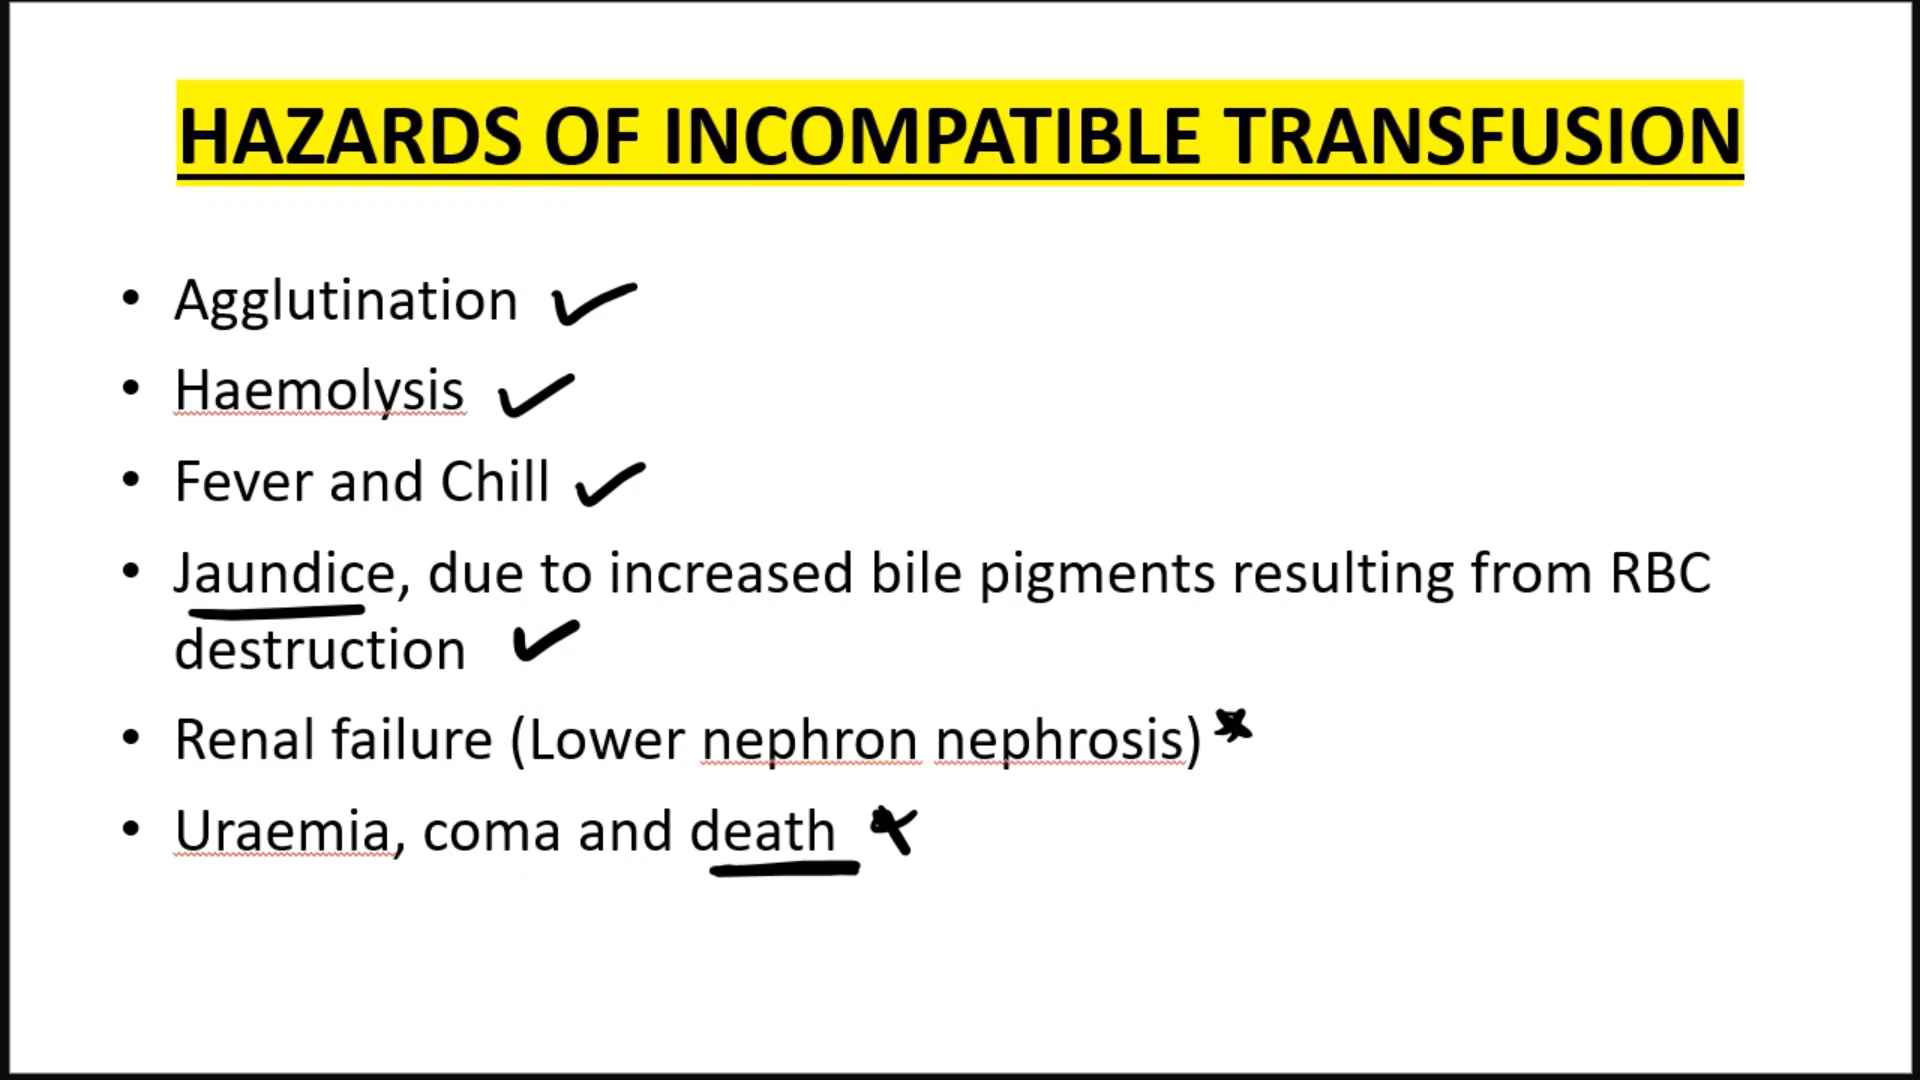 HAZARDS OF INCOMPATIBLE TRANSFUSION
• Agglutination
• Haemolysis
• Fever and Chill
• Jaundice, due to increased bile pigments resulting from RBC
destruction
• Renal failure (Lower nephron nephrosis)
• Uraemia, coma and death